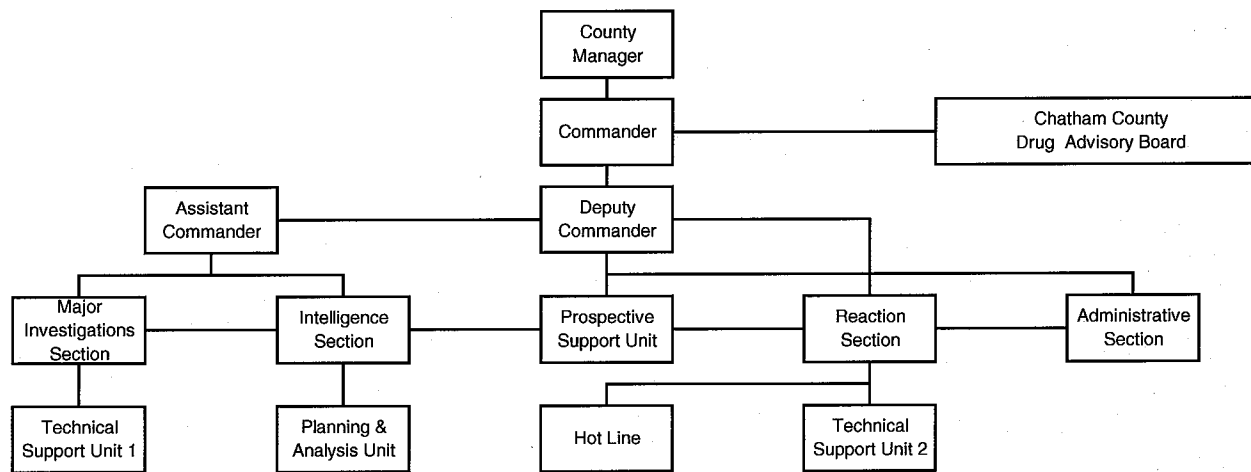 County
Manager
Commander
Chatham County
Drug Advisory Board
Assistant
Commander
Deputy
Commander
Major
Investigations
Section
Intelligence
Section
Prospective
Support Unit
Reaction
Section
Administrative
Section
Technical
Support Unit 1
Planning &
Analysis Unit
Hot Line
Technical
Support Unit 2